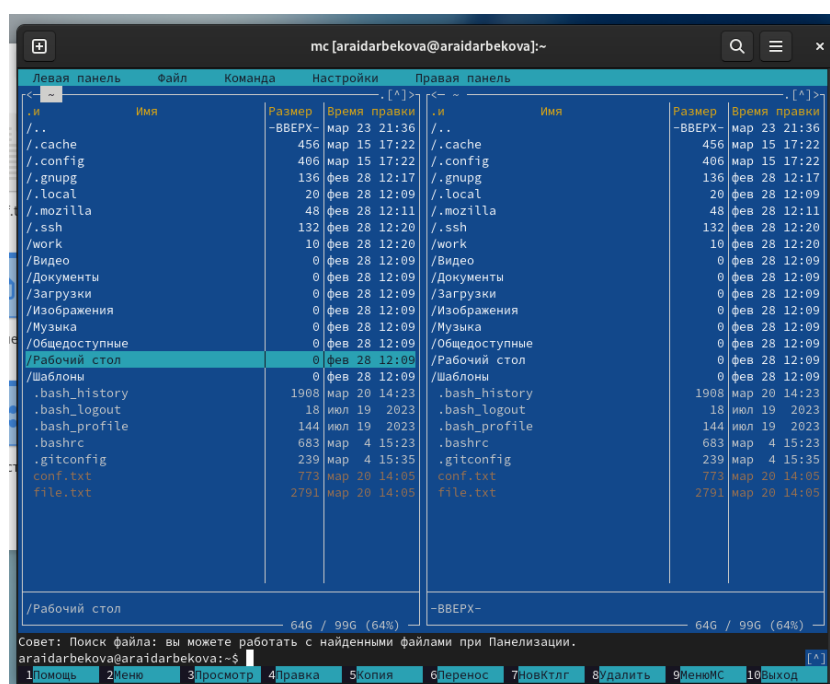 mc [araidarbekova@araidarbekova]:~
Левая панель Файл Команда Настройки Правая панель
<— ~ .[^]> <— ~ .[^]>
.и Имя Размер Время правки .и Имя Размер Время правки
/.. -ВВЕРХ- мар 23 21:36 /.. -ВВЕРХ- мар 23 21:36
/.cache 456 мар 15 17:22 /.cache 456 мар 15 17:22
/.config 406 мар 15 17:22 /.config 406 мар 15 17:22
/.gnupg 136 фев 28 12:17 /.gnupg 136 фев 28 12:17
/.local 20 фев 28 12:09 /.local 20 фев 28 12:09
/.mozilla 48 фев 28 12:11 /.mozilla 48 фев 28 12:11
/.ssh 132 фев 28 12:20 /.ssh 132 фев 28 12:20
/work 10 фев 28 12:20 /work 10 фев 28 12:20
/Видео 0 фев 28 12:09 /Видео 0 фев 28 12:09
/Документы 0 фев 28 12:09 /Документы 0 фев 28 12:09
/Загрузки 0 фев 28 12:09 /Загрузки 0 фев 28 12:09
/Изображения 0 фев 28 12:09 /Изображения 0 фев 28 12:09
/Музыка 0 фев 28 12:09 /Музыка 0 фев 28 12:09
/Общедоступные 0 фев 28 12:09 /Общедоступные 0 фев 28 12:09
/Рабочий стол 0 фев 28 12:09 /Рабочий стол 0 фев 28 12:09
/Шаблоны 0 фев 28 12:09 /Шаблоны 0 фев 28 12:09
.bash_history 1908 мар 20 14:23 .bash_history 1908 мар 20 14:23
.bash_logout 18 июл 19 2023 .bash_logout 18 июл 19 2023
.bash_profile 144 июл 19 2023 .bash_profile 144 июл 19 2023
.bashrc 683 мар 4 15:23 .bashrc 683 мар 4 15:23
.gitconfig 239 мар 4 15:35 .gitconfig 239 мар 4 15:35
conf.txt 773 мар 20 14:05 conf.txt 773 мар 20 14:05
file.txt 2791 мар 20 14:05 file.txt 2791 мар 20 14:05
/Рабочий стол -ВВЕРХ-
64G / 99G (64%) 64G / 99G (64%)
Совет: Поиск файла: вы можете работать с найденными файлами при Панелизации.
araidarbekova@araidarbekova:~$ [^]
1Помощь 2Меню 3Просмотр 4Правка 5Копия 6Перенос 7НовКтлг 8Удалить 9МенюМС 10Выход